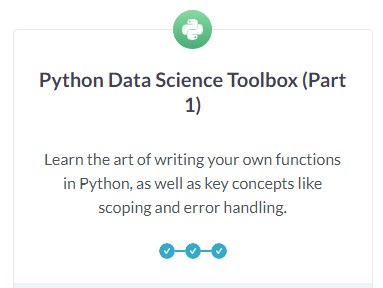 Python Data Science Toolbox (Part
1)
Learn the art of writing your own functions
in Python, as well as key concepts like
scoping and error handling.